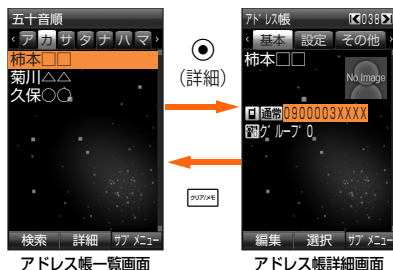 五十音順
アカサタナハマ
柿本□□
菊川△△
久保○○
検索 詳細 ｻﾌﾞﾒﾆｭｰ
アドレス帳一覧画面
(詳細)
クリア/メモ
ｱﾄﾞﾚｽ帳 038
基本 設定 その他
柿本□□
No Image
通常 0900003XXXX
ｸﾞﾙｰﾌﾟ0
編集 選択 ｻﾌﾞﾒﾆｭｰ
アドレス帳詳細画面